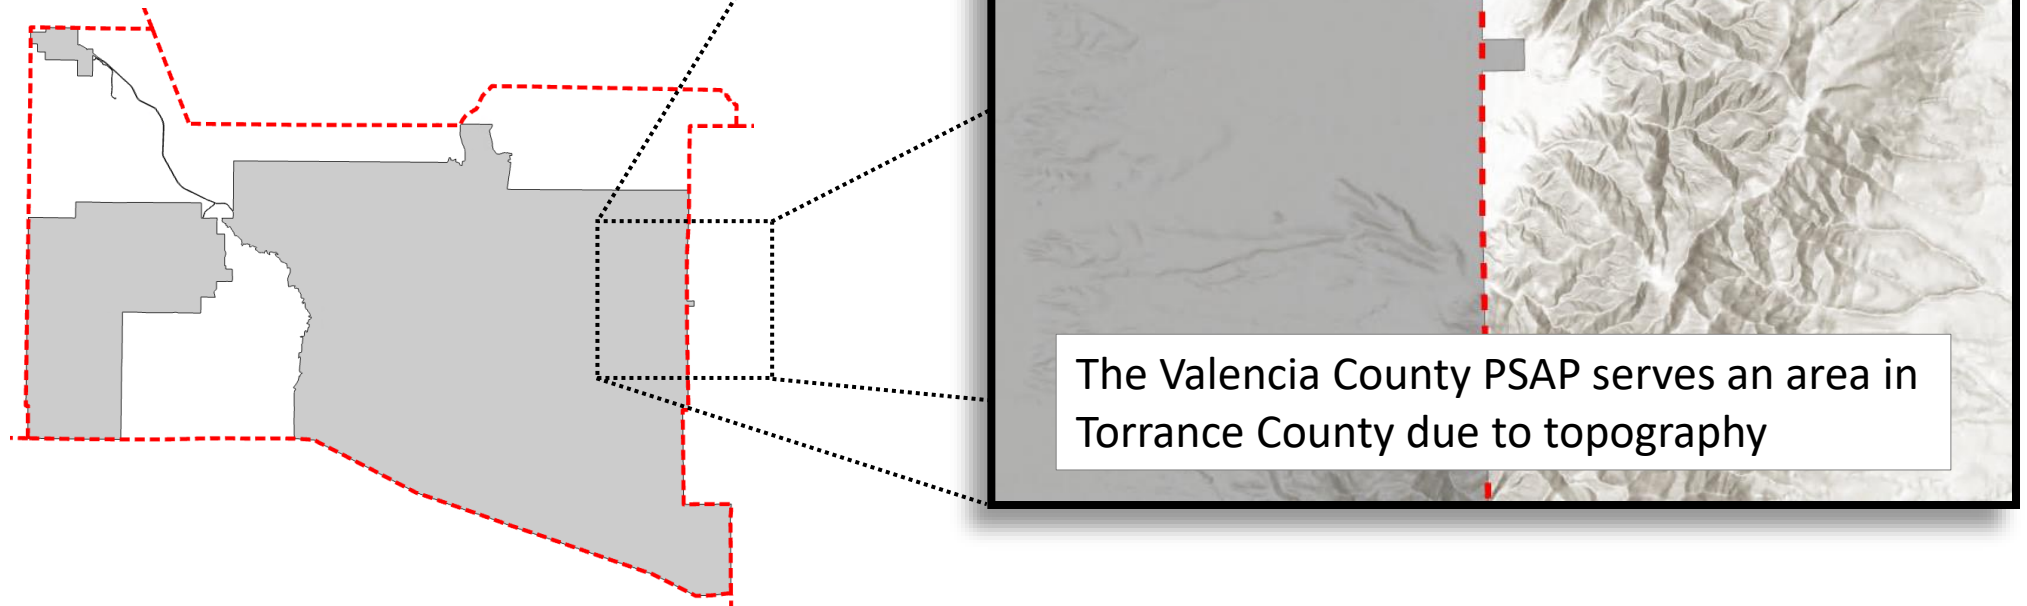 The Valencia County PSAP serves an area in
Torrance County due to topography